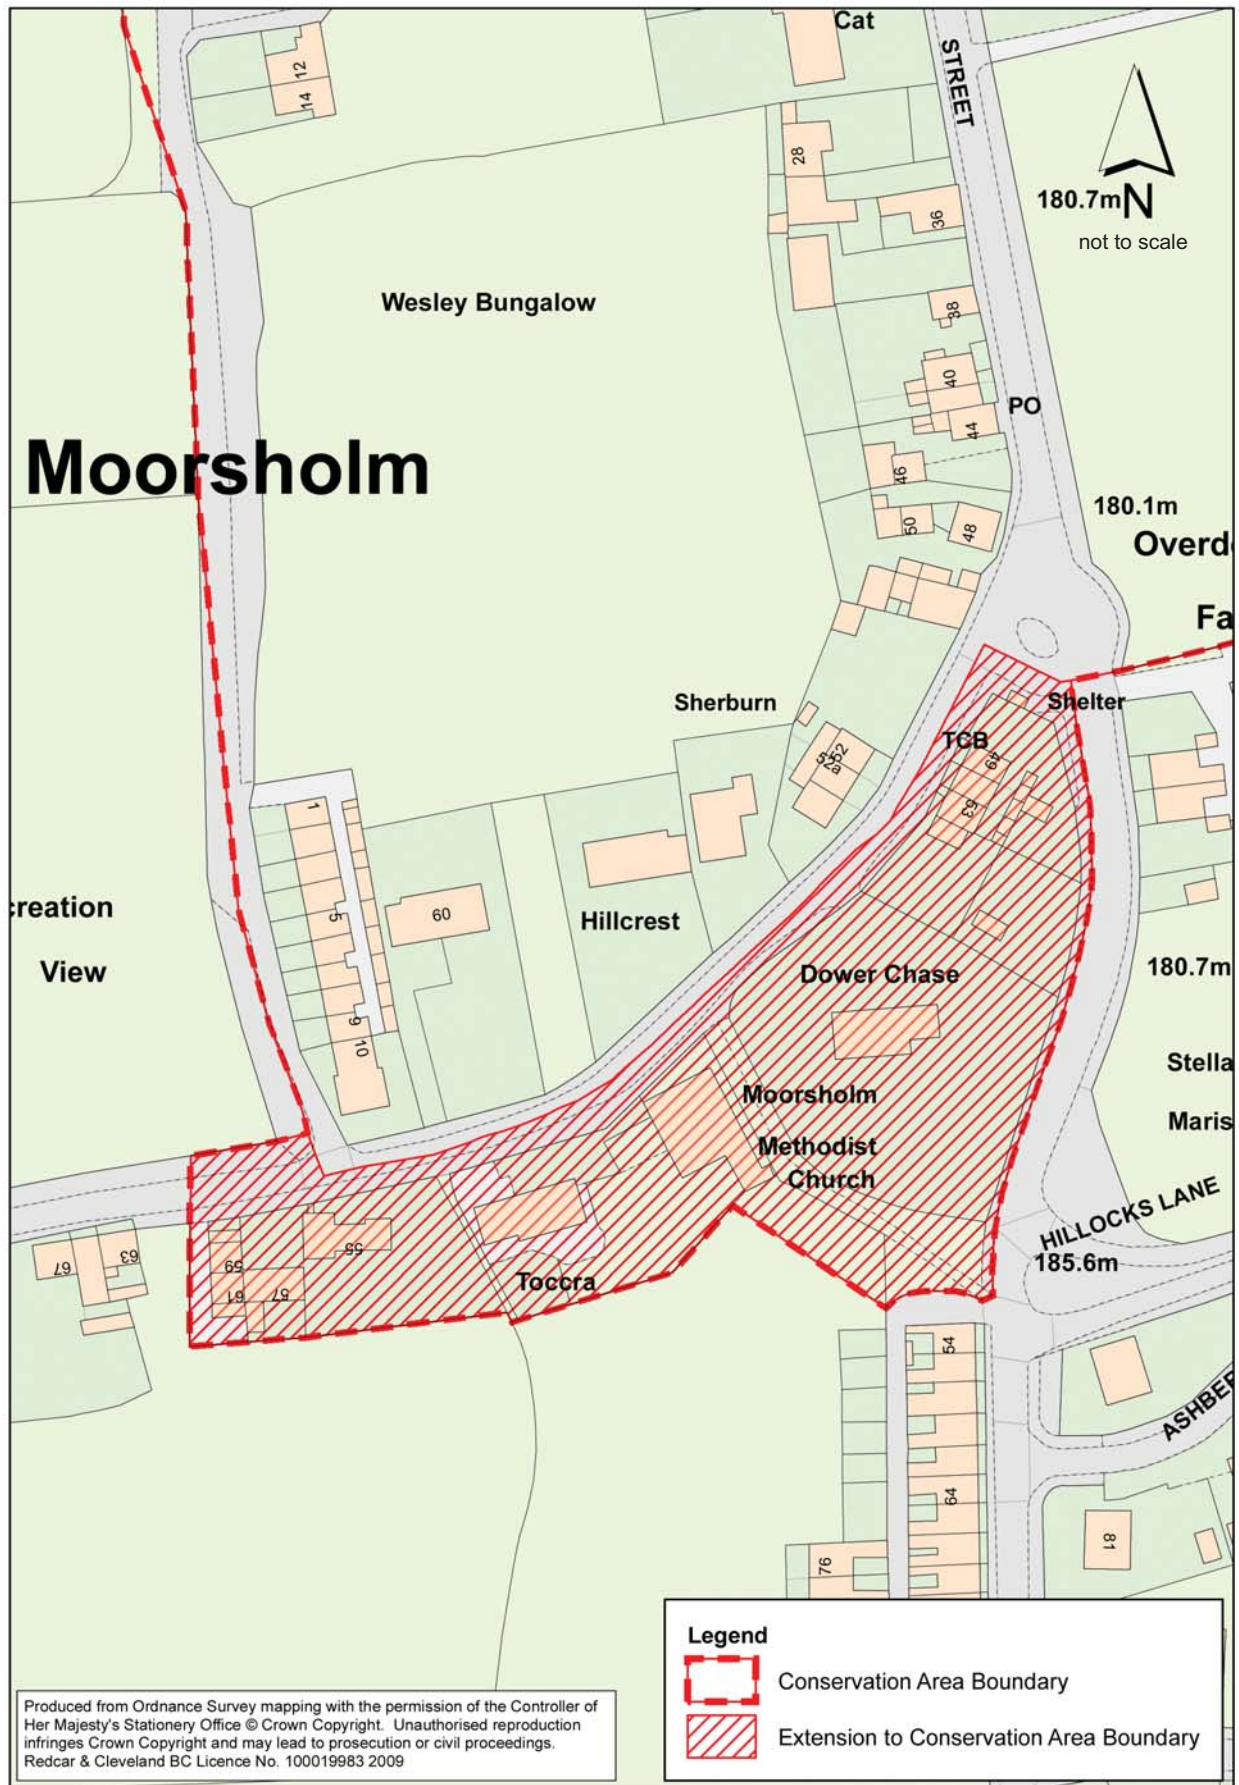 Cat
STREET
12
14
28
180.7m N
36
not to scale
Wesley Bungalow
38
40
PO
44
Moorsholm
46
180.1m
50
48
Overd
Fa
Sherburn
Shelter
TCB
52
52a
49
53
1
creation
5
60
Hillcrest
View
Dower Chase
180.7m
9
10
Stella
Moorsholm
Maris
Methodist
Church
HILLOCKS LANE
67
63
55
185.6m
59
Toccra
61
57
54
ASHBER
64
81
76
Legend
Conservation Area Boundary
Extension to Conservation Area Boundary
Produced from Ordnance Survey mapping with the permission of the Controller of
Her Majesty's Stationery Office © Crown Copyright. Unauthorised reproduction
infringes Crown Copyright and may lead to prosecution or civil proceedings.
Redcar & Cleveland BC Licence No. 100019983 2009